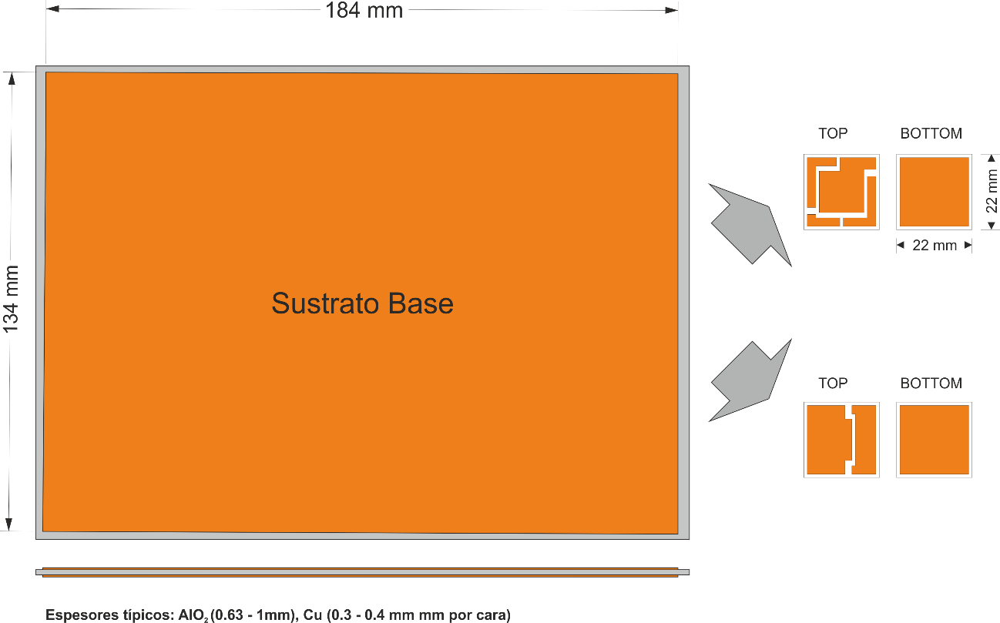 184 mm
134 mm
Sustrato Base
TOP
BOTTOM
22 mm
22 mm
TOP
BOTTOM
Espesores típicos: AlO₂ (0.63 - 1mm), Cu (0.3 - 0.4 mm mm por cara)